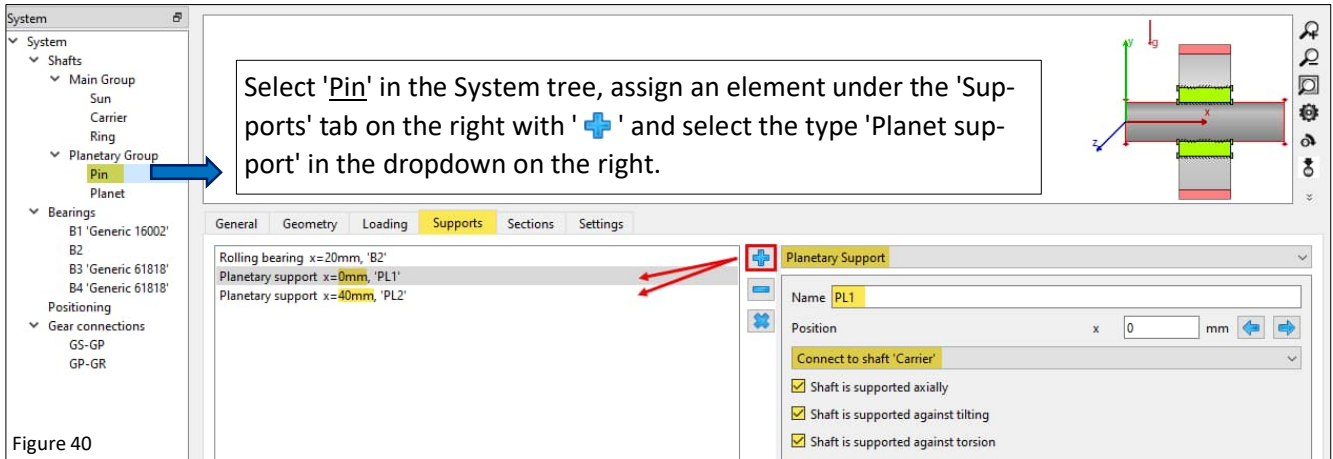 System
System
Shafts
Main Group
Sun
Carrier
Ring
Planetary Group
Pin
Planet
Bearings
B1 'Generic 16002'
B2
B3 'Generic 61818'
B4 'Generic 61818'
Positioning
Gear connections
GS-GP
GP-GR
Figure 40
Select 'Pin' in the System tree, assign an element under the 'Sup-
ports' tab on the right with ' ' and select the type 'Planet sup-
port' in the dropdown on the right.
y
g
x
z
General Geometry Loading Supports Sections Settings
Rolling bearing x=20mm, 'B2'
Planetary support x=0mm, 'PL1'
Planetary support x=40mm, 'PL2'
Planetary Support
Name PL1
Position x 0 mm
Connect to shaft 'Carrier'
Shaft is supported axially
Shaft is supported against tilting
Shaft is supported against torsion